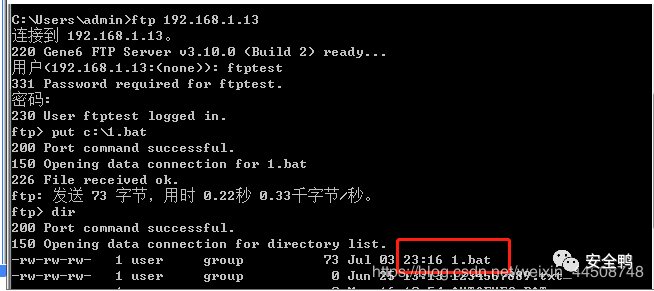 C:\Users\admin>ftp 192.168.1.13
连接到 192.168.1.13。
220 Gene6 FTP Server v3.10.0 (Build 2) ready...
用户(192.168.1.13:(none)): ftptest
331 Password required for ftptest.
密码:
230 User ftptest logged in.
ftp> put c:\1.bat
200 Port command successful.
150 Opening data connection for 1.bat
226 File received ok.
ftp: 发送 73 字节，用时 0.22秒 0.33千字节/秒。
ftp> dir
200 Port command successful.
150 Opening data connection for directory list.
-rw-rw-rw-   1 user     group          73 Jul 03 23:16 1.bat
安全鸭
-rw-rw-rw-   1 user     group           0 Jun 25 13:13 1234567889.txt
https://blog.csdn.net/weixin_44508748